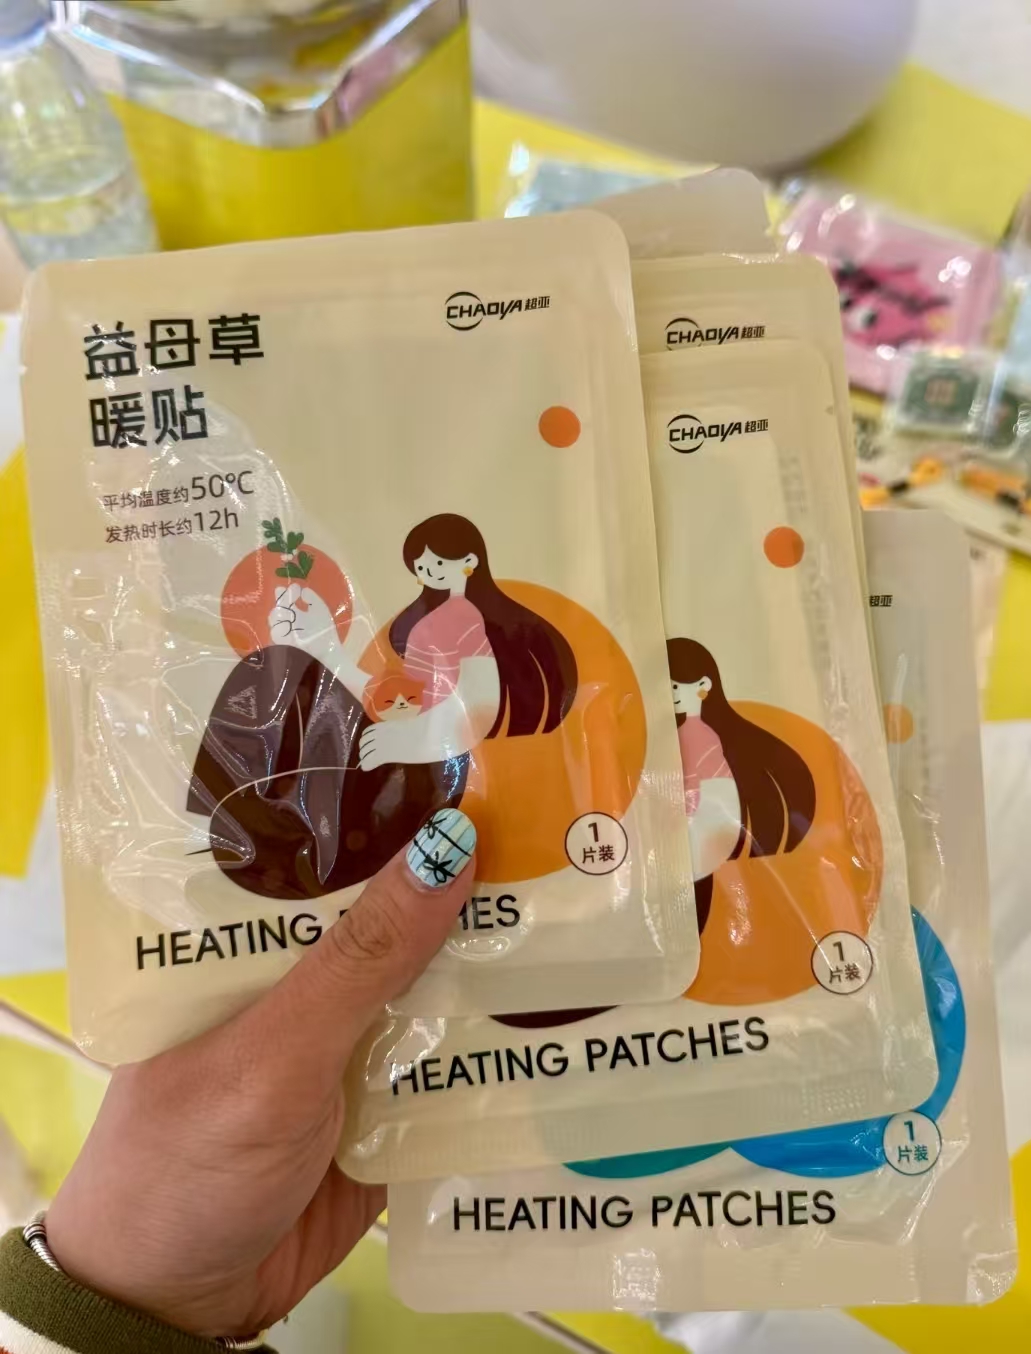 益母草
暖贴
CHAOYA 超亚
平均温度约50℃
发热时长约12h
1
片装
HEATING HES
CHAOYA 超亚
CHAOYA 超亚
1
片装
HEATING PATCHES
超亚
1
片装
HEATING PATCHES